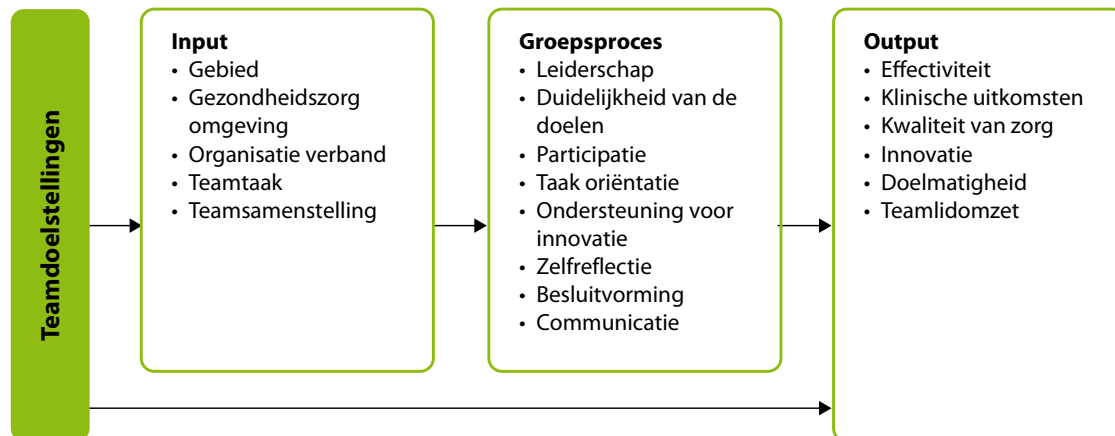 Teamdoelstellingen
Input
• Gebied
• Gezondheidszorg
omgeving
• Organisatie verband
• Teamtaak
• Teamsamenstelling
Groepsproces
• Leiderschap
• Duidelijkheid van de
doelen
• Participatie
• Taak oriëntatie
• Ondersteuning voor
innovatie
• Zelfreflectie
• Besluitvorming
• Communicatie
Output
• Effectiviteit
• Klinische uitkomsten
• Kwaliteit van zorg
• Innovatie
• Doelmatigheid
• Teamlidomzet